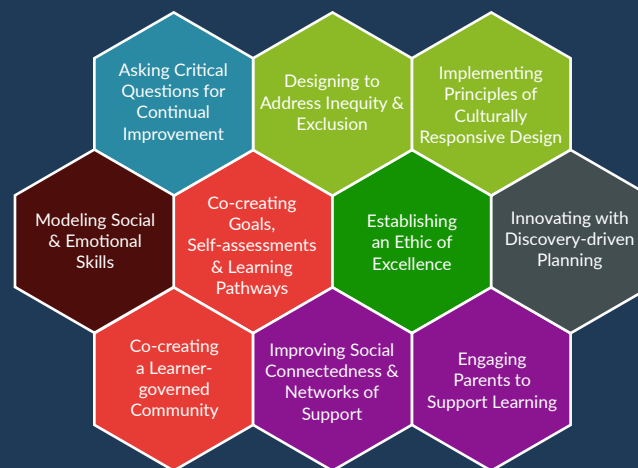 Asking Critical
Questions for
Continual
Improvement
Designing to
Address Inequity &
Exclusion
Implementing
Principles of
Culturally
Responsive Design
Modeling Social
& Emotional
Skills
Co-creating
Goals,
Self-assessments
& Learning
Pathways
Establishing
an Ethic of
Excellence
Innovating with
Discovery-driven
Planning
Co-creating
a Learner-
governed
Community
Improving Social
Connectedness &
Networks of
Support
Engaging
Parents to
Support Learning